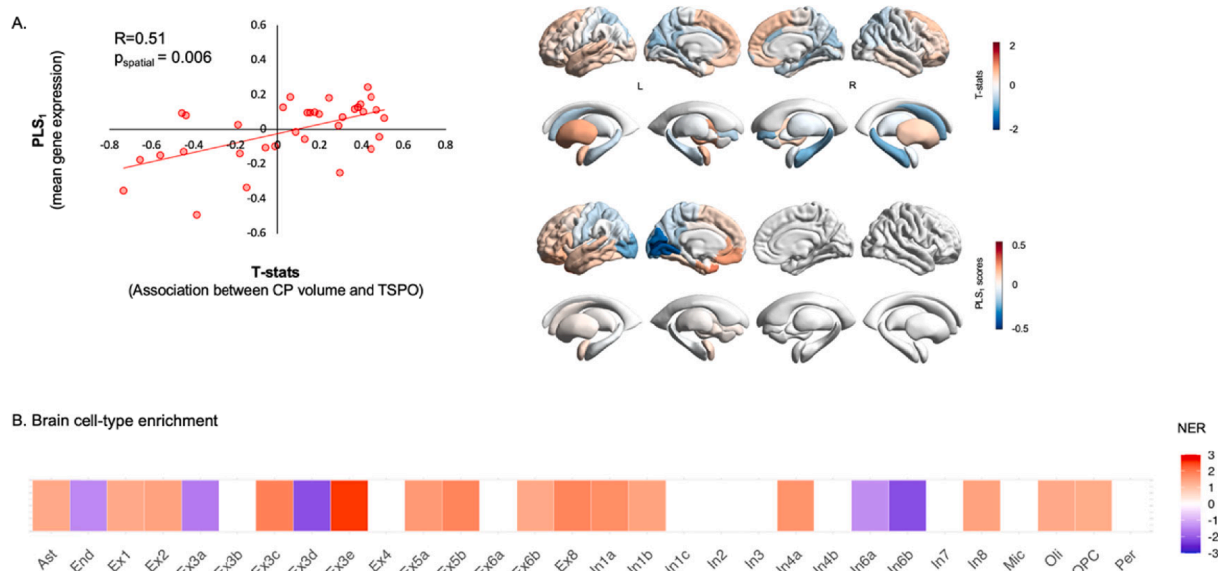 A.
R=0.51
pspatial = 0.006
PLS1
(mean gene expression)
0.6
0.4
0.2
0
-0.2
-0.4
-0.6
-0.8 -0.6 -0.4 -0.2 0 0.2 0.4 0.6 0.8
T-stats
(Association between CP volume and TSPO)
L R
T-stats
2
0
-2
PLS1 scores
0.5
0
-0.5
B. Brain cell-type enrichment
NER
3
2
1
0
-1
-2
-3
Ast End Ex1 Ex2 Ex3a Ex3b Ex3c Ex3d Ex3e Ex4 Ex5a Ex5b Ex6a Ex6b Ex8 In1a In1b In1c In2 In3 In4a In4b In6a In6b In7 In8 Mic Oli OPC Per